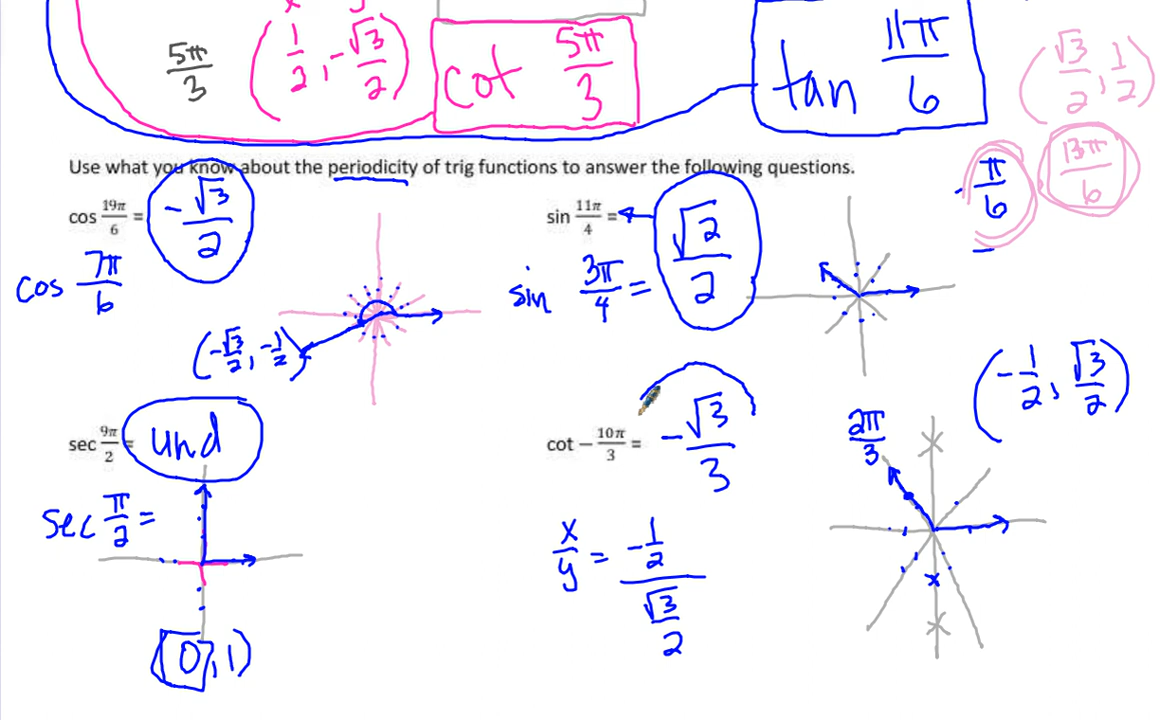 5π/3 (1/2, -√3/2) cot 5π/3 tan 11π/6 (√3/2, 1/2)
Use what you know about the periodicity of trig functions to answer the following questions.
- π/6 13π/6
cos 19π/6 = -√3/2 sin 11π/4 = √2/2
cos 7π/6 sin 3π/4 =
(-√3/2, -1/2)
(-1/2, √3/2)
sec 9π/2 = und cot - 10π/3 = -√3/3 2π/3
sec π/2 =
x/y = -1/2 / √3/2
(0, 1)